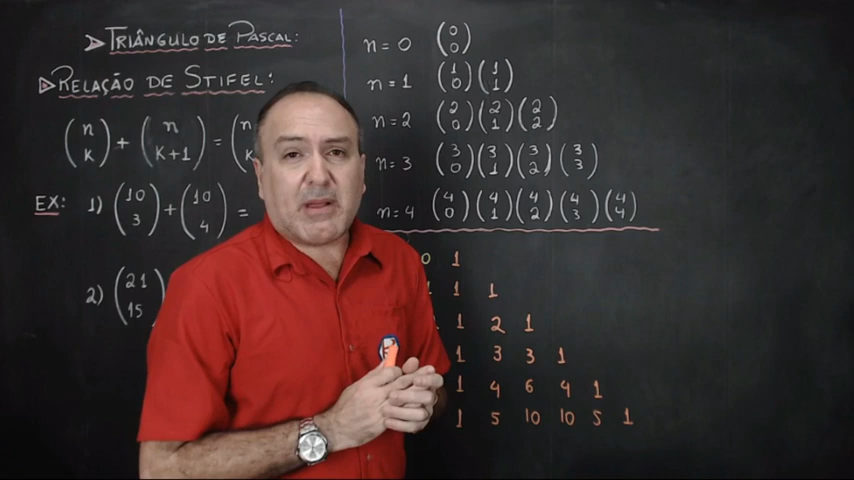 TRIÂNGULO DE PASCAL:
RELAÇÃO DE STIFEL:
(n k) + (n k+1) = (n k
EX: 1) (10 3) + (10 4) =
2) (21 15)
n=0 (0 0)
n=1 (1 0) (1 1)
n=2 (2 0) (2 1) (2 2)
n=3 (3 0) (3 1) (3 2) (3 3)
n=4 (4 0) (4 1) (4 2) (4 3) (4 4)
0 1
1 1 1
1 2 1
1 3 3 1
1 4 6 4 1
1 5 10 10 5 1